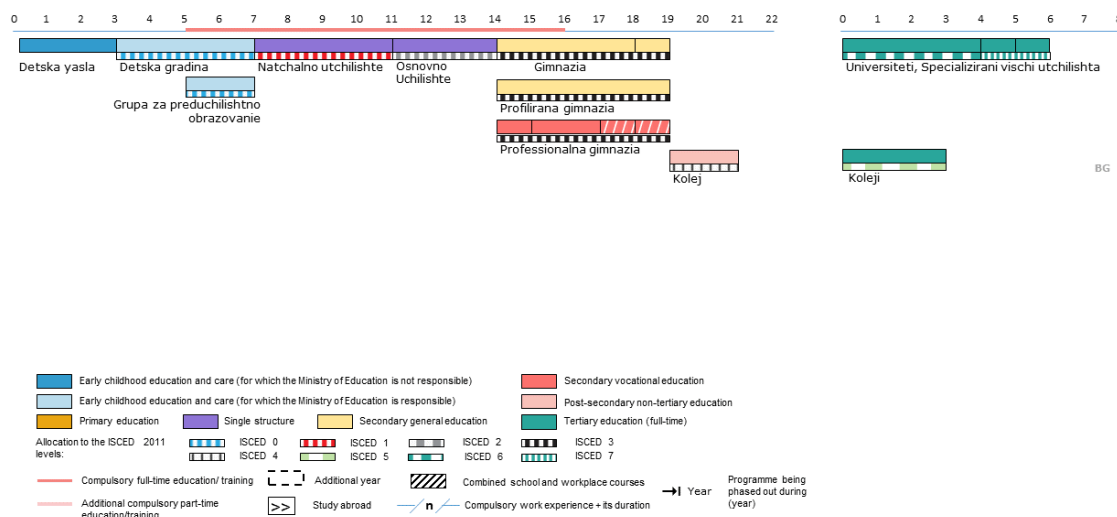 0 1 2 3 4 5 6 7 8 9 10 11 12 13 14 15 16 17 18 19 20 21 22
0 1 2 3 4 5 6 7 8
Detska yasla
Detska gradina
Natchalno utchilishte
Osnovno
Uchilishte
Gimnazia
Universiteti, Specializirani vischi utchilishta
Grupa za preduchilishtno
obrazovanie
Profilirana gimnazia
Professionalna gimnazia
Kolej
Koleji
BG
Early childhood education and care (for which the Ministry of Education is not responsible)
Secondary vocational education
Early childhood education and care (for which the Ministry of Education is responsible)
Post-secondary non-tertiary education
Primary education
Single structure
Secondary general education
Tertiary education (full-time)
Allocation to the ISCED 2011
levels:
ISCED 0
ISCED 1
ISCED 2
ISCED 3
ISCED 4
ISCED 5
ISCED 6
ISCED 7
Compulsory full-time education/ training
Additional year
Combined school and workplace courses
Year
Programme being
phased out during
(year)
Additional compulsory part-time
education/training
>>
Study abroad
n
Compulsory work experience + its duration